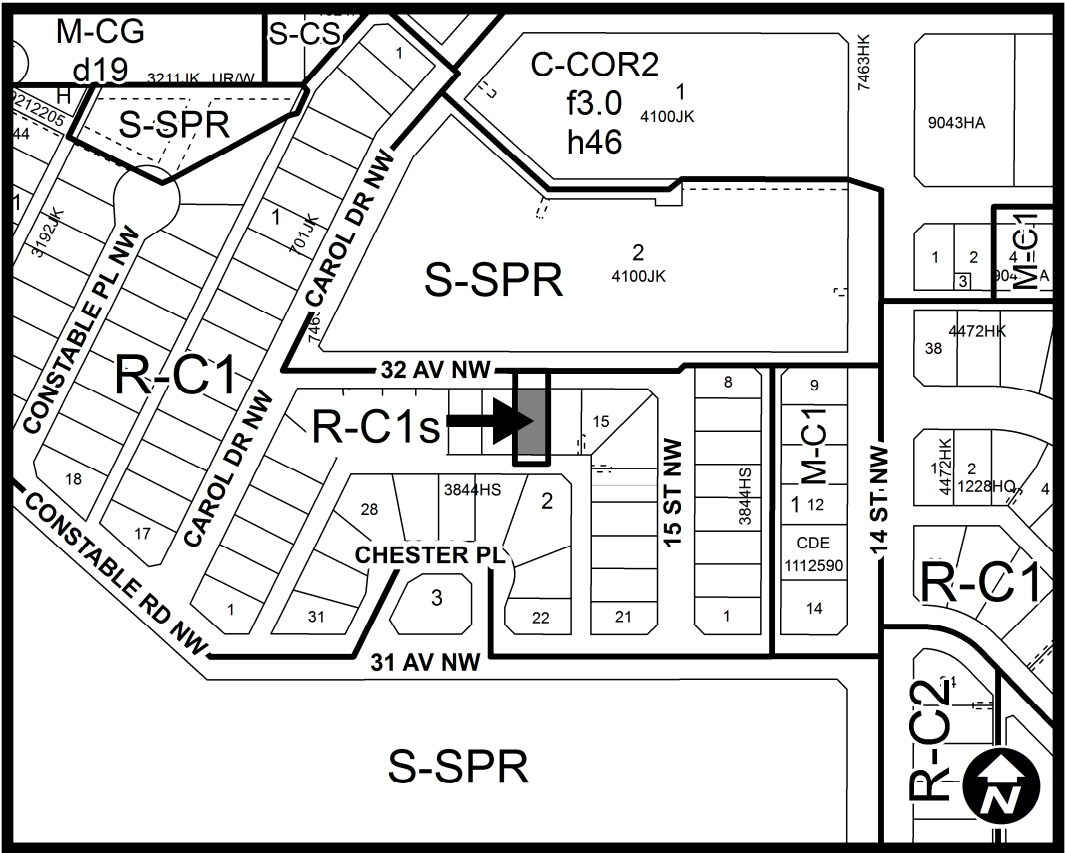 M-CG
d19
3211JK UR/W
S-CS
H
9212205
S-SPR
44
1
3192JK
1
1
701JK
CAROL DR NW
CONSTABLE PL NW
R-C1
C-COR2
f3.0
h46
1
4100JK
7463HK
9043HA
S-SPR
2
4100JK
1
2
3
4
M-C1
32 AV NW
R-C1s
15
8
9
M-C1
38
4472HK
CAROL DR NW
18
17
CONSTABLE RD NW
1
31
28
3844HS
2
CHESTER PL
3
22
21
15 ST NW
3844HS
1
1
12
CDE
1112590
14
14 ST NW
4472HK
2
1228HQ
4
R-C1
31 AV NW
S-SPR
R-C2
N